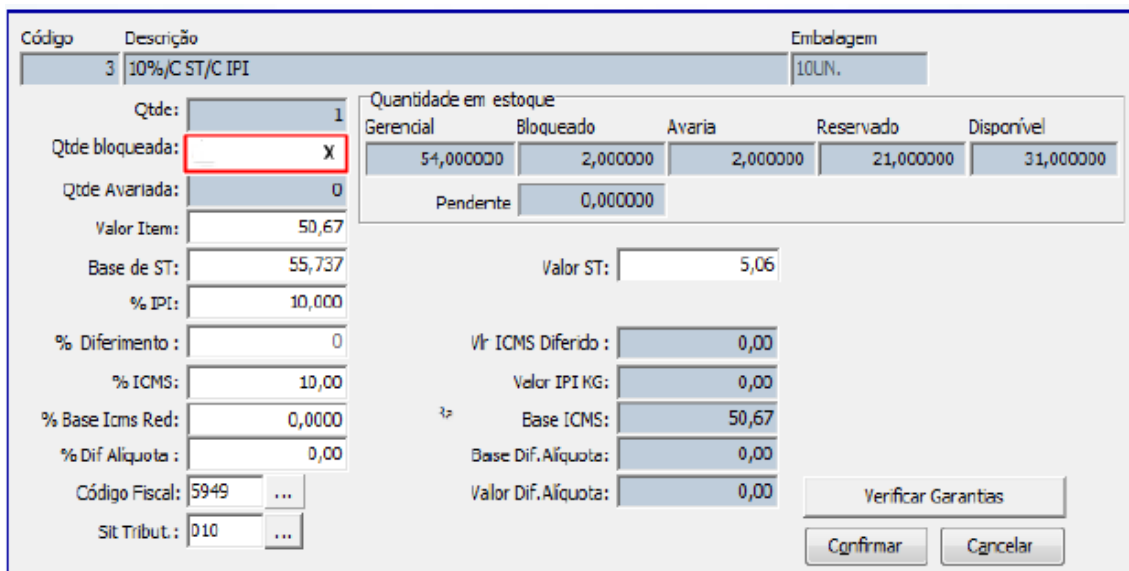 Código Descrição Embalagem
3 10%/C ST/C IPI 10UN.
Qtde: 1 Quantidade em estoque
Gerencial Bloqueado Avaria Reservado Disponível
Qtde bloqueada: X 54,000000 2,000000 2,000000 21,000000 31,000000
Qtde Avariada: 0 Pendente 0,000000
Valor Item: 50,67
Base de ST: 55,737 Valor ST: 5,06
% IPI: 10,000
% Diferimento : 0 Vlr ICMS Diferido : 0,00
% ICMS: 10,00 Valor IPI KG: 0,00
% Base Icms Red: 0,0000 Base ICMS: 50,67
% Dif Alíquota : 0,00 Base Dif.Alíquota: 0,00
Código Fiscal: 5949 ... Valor Dif.Alíquota: 0,00 Verificar Garantias
Sit Tribut.: 010 ... Confirmar Cancelar